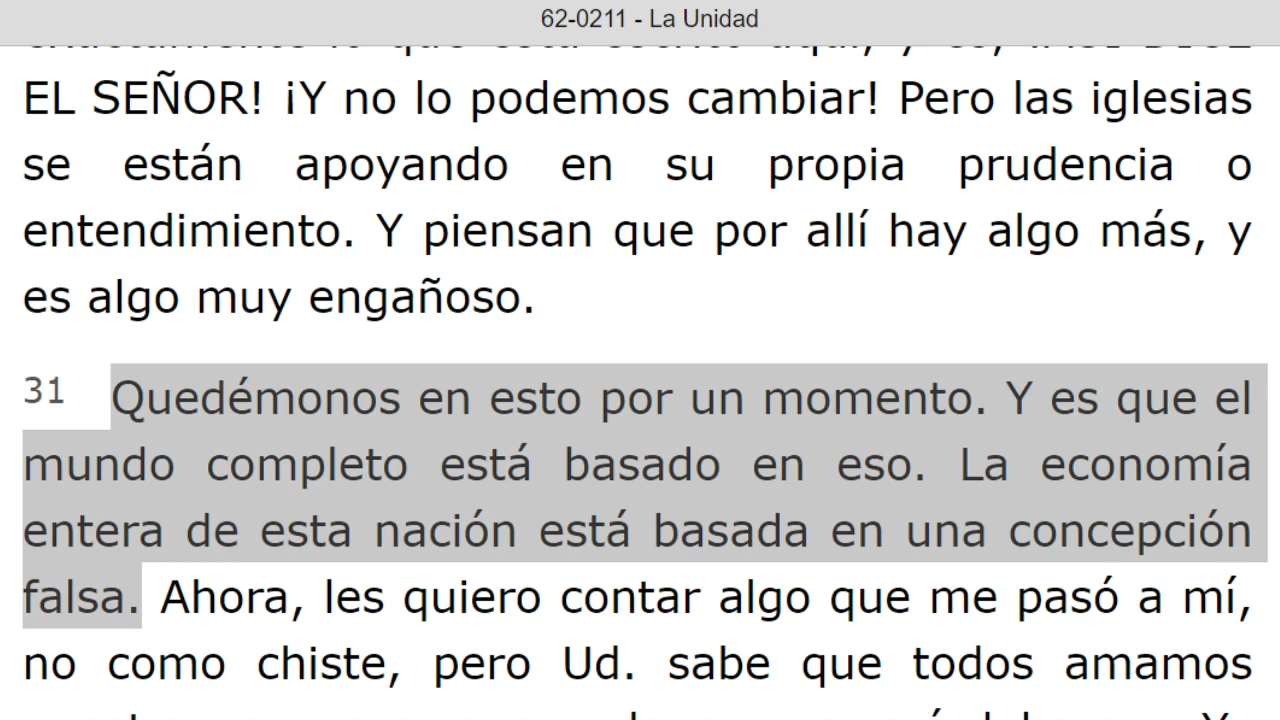 62-0211 - La Unidad
EL SEÑOR! ¡Y no lo podemos cambiar! Pero las iglesias
se están apoyando en su propia prudencia o
entendimiento. Y piensan que por allí hay algo más, y
es algo muy engañoso.
31 Quedémonos en esto por un momento. Y es que el
mundo completo está basado en eso. La economía
entera de esta nación está basada en una concepción
falsa. Ahora, les quiero contar algo que me pasó a mí,
no como chiste, pero Ud. sabe que todos amamos